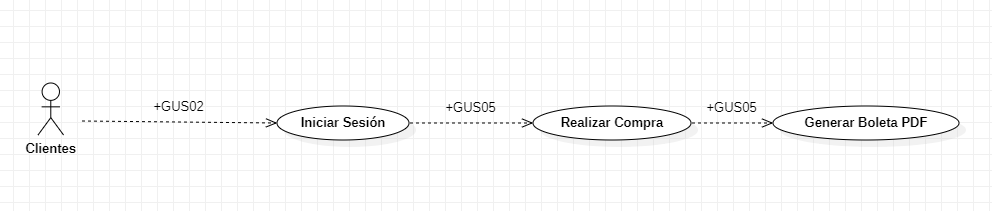 +GUS02
+GUS05
+GUS05
Iniciar Sesión
Realizar Compra
Generar Boleta PDF
Clientes